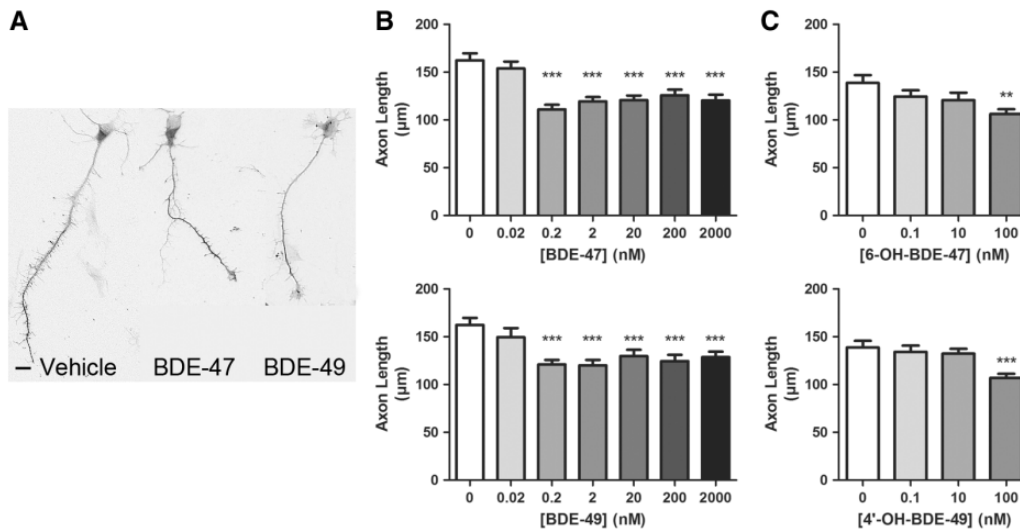 A
Vehicle BDE-47 BDE-49
B
Axon Length
(µm)
200
150
100
50
0
*** *** *** *** ***
0 0.02 0.2 2 20 200 2000
[BDE-47] (nM)
Axon Length
(µm)
200
150
100
50
0
*** *** *** *** ***
0 0.02 0.2 2 20 200 2000
[BDE-49] (nM)
C
Axon Length
(µm)
200
150
100
50
0
**
0 0.1 10 100
[6-OH-BDE-47] (nM)
Axon Length
(µm)
200
150
100
50
0
***
0 0.1 10 100
[4'-OH-BDE-49] (nM)